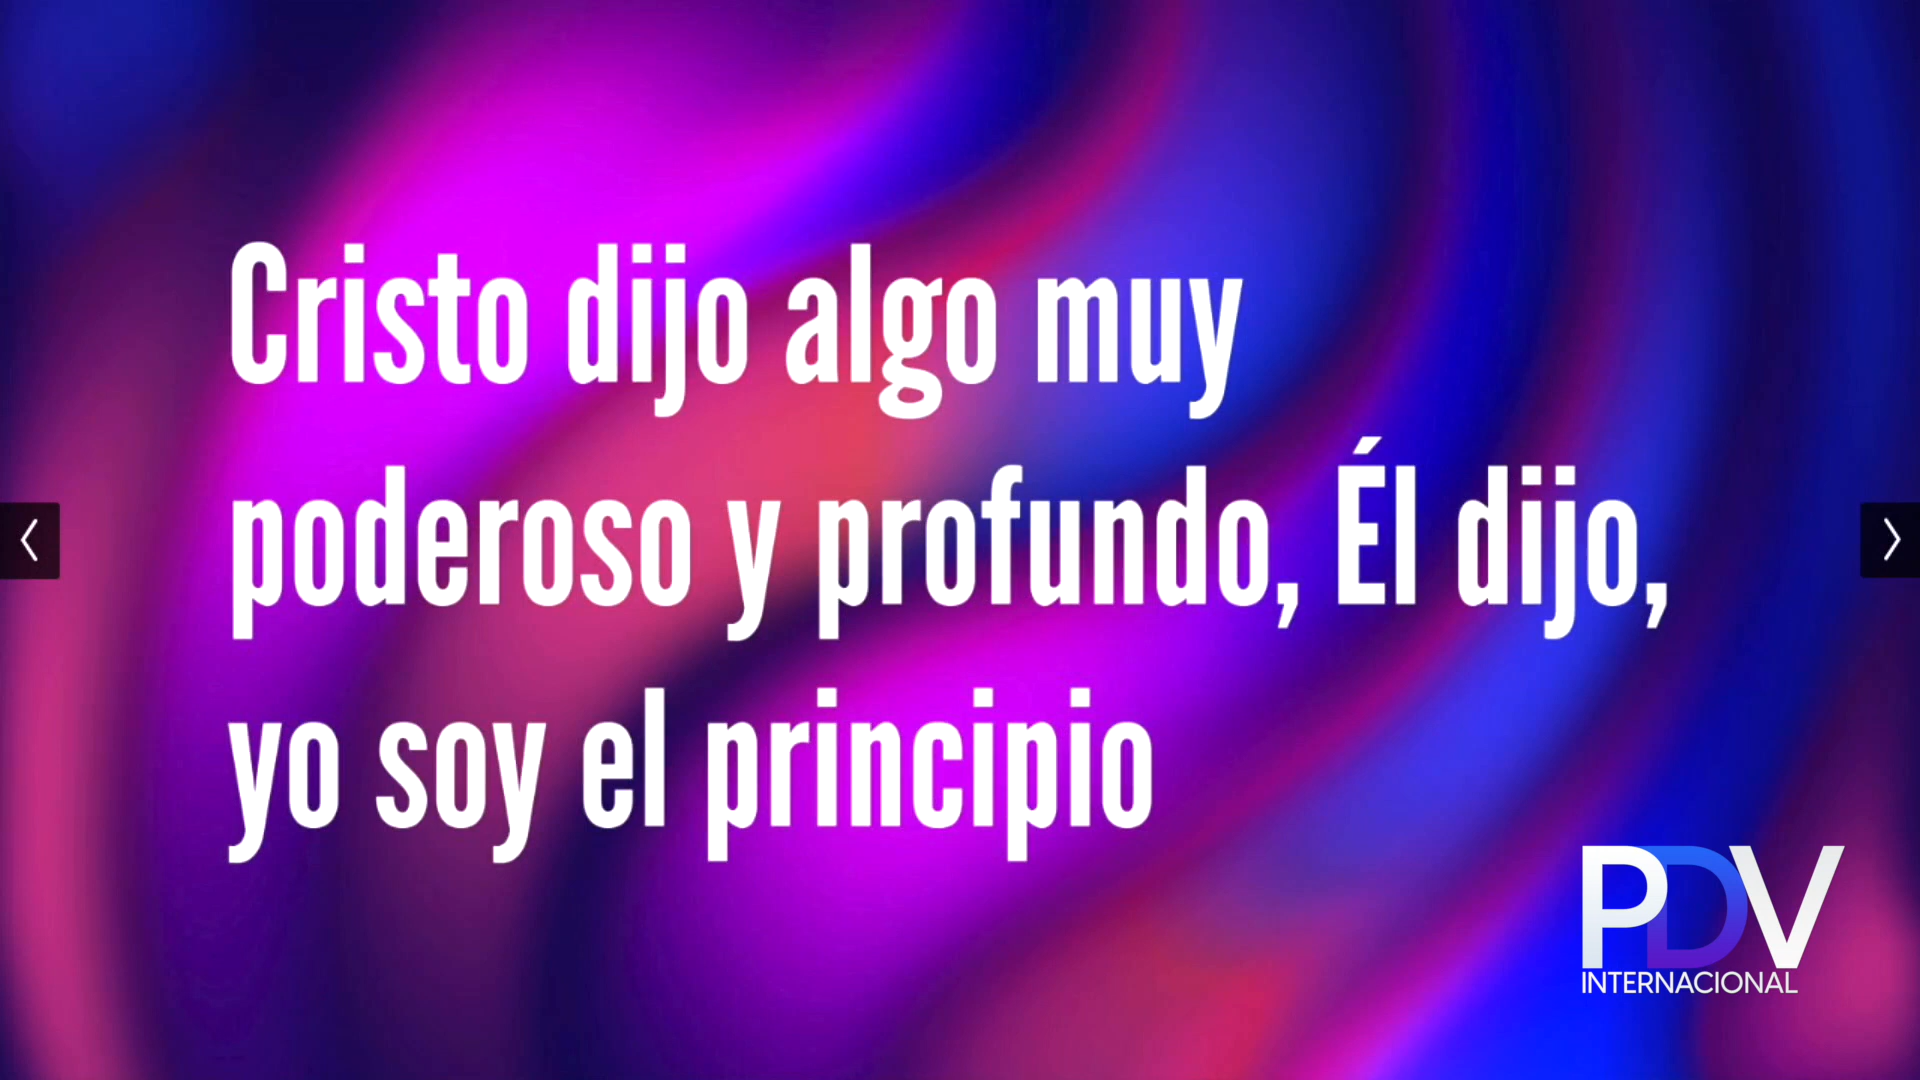 Cristo dijo algo muy
poderoso y profundo, Él dijo,
yo soy el principio
PDV
INTERNACIONAL